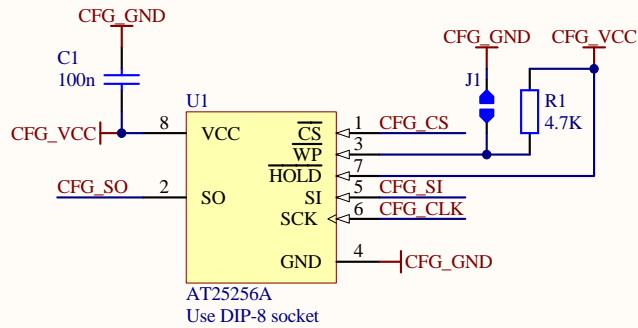 CFG_GND
C1
100n
CFG_GND
CFG_VCC
J1
R1
4.7K
U1
CFG_VCC
8
VCC
CS
1
CFG_CS
WP
3
HOLD
7
CFG_SO
2
SO
SI
5
CFG_SI
SCK
6
CFG_CLK
GND
4
CFG_GND
AT25256A
Use DIP-8 socket